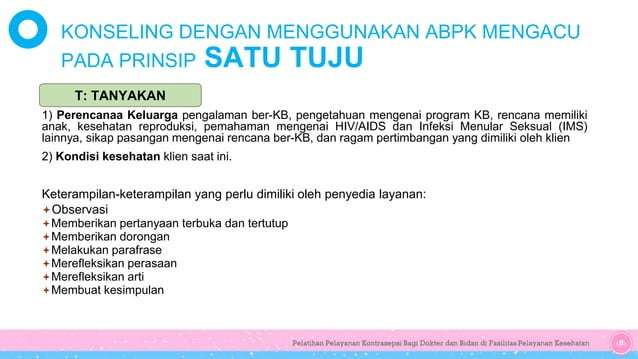 KONSELING DENGAN MENGGUNAKAN ABPK MENGACU
PADA PRINSIP SATU TUJU
T: TANYAKAN
1) Perencanaa Keluarga pengalaman ber-KB, pengetahuan mengenai program KB, rencana memiliki
anak, kesehatan reproduksi, pemahaman mengenai HIV/AIDS dan Infeksi Menular Seksual (IMS)
lainnya, sikap pasangan mengenai rencana ber-KB, dan ragam pertimbangan yang dimiliki oleh klien
2) Kondisi kesehatan klien saat ini.
Keterampilan-keterampilan yang perlu dimiliki oleh penyedia layanan:
Observasi
Memberikan pertanyaan terbuka dan tertutup
Memberikan dorongan
Melakukan parafrase
Merefleksikan perasaan
Merefleksikan arti
Membuat kesimpulan
Pelatihan Pelayanan Kontrasepsi Bagi Dokter dan Bidan di Fasilitas Pelayanan Kesehatan